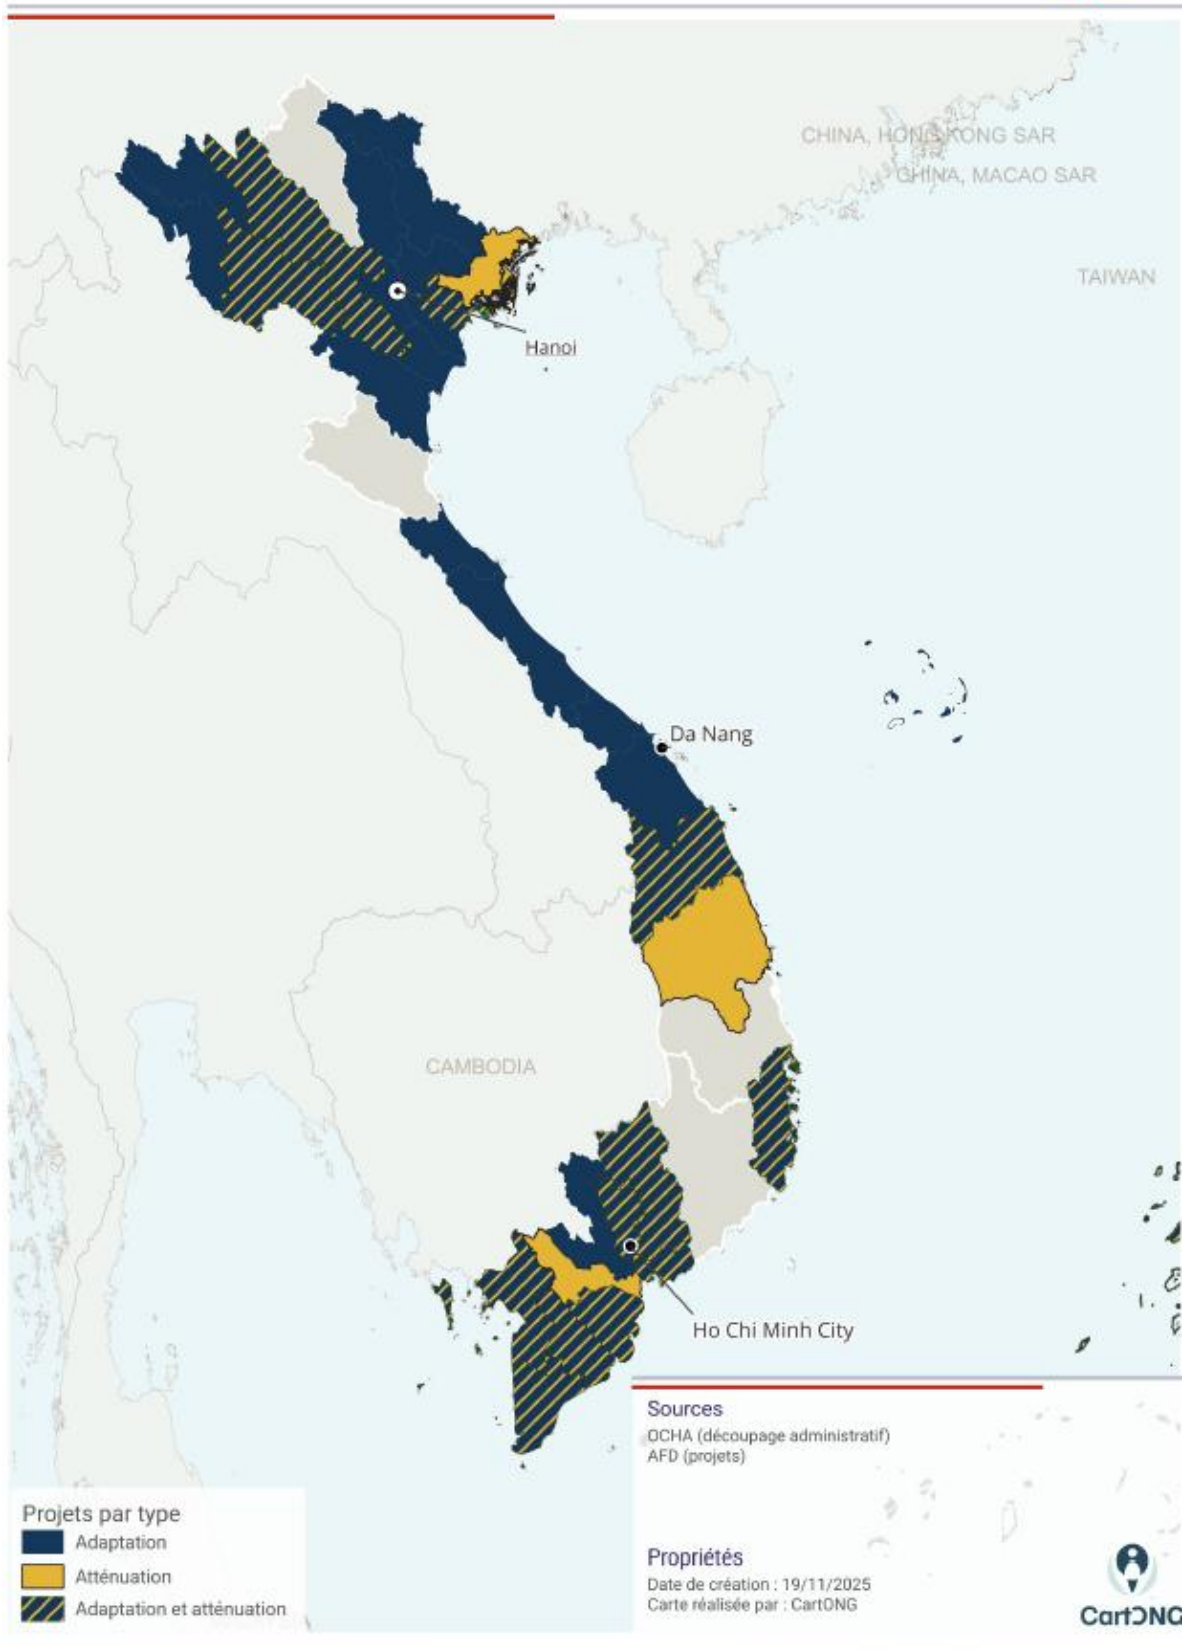 CHINA, HONG KONG SAR
CHINA, MACAO SAR
TAIWAN
Hanoi
Da Nang
CAMBODIA
Ho Chi Minh City
Sources
OCHA (découpage administratif)
AFD (projets)
Projets par type
Adaptation
Atténuation
Adaptation et atténuation
Propriétés
Date de création : 19/11/2025
Carte réalisée par : CartONG
CartONG